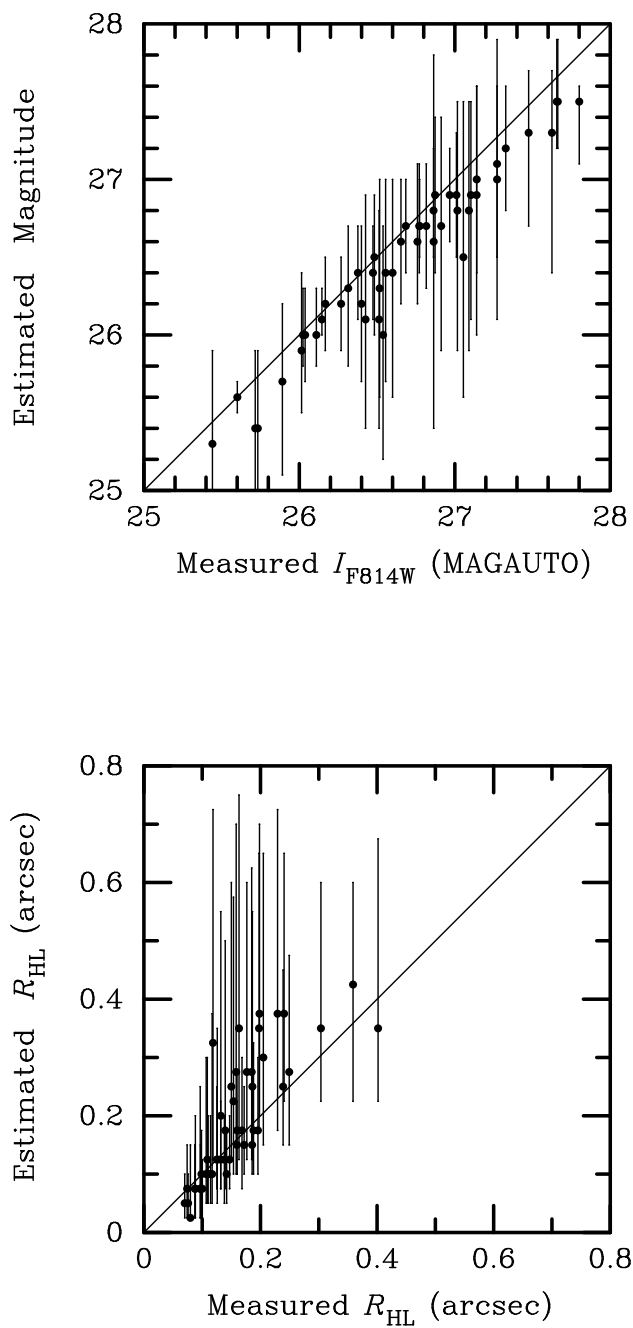 28
27
26
25
Estimated Magnitude
25 26 27 28
Measured I_F814W (MAGAUTO)
0.8
0.6
0.4
0.2
0
Estimated R_HL (arcsec)
0 0.2 0.4 0.6 0.8
Measured R_HL (arcsec)